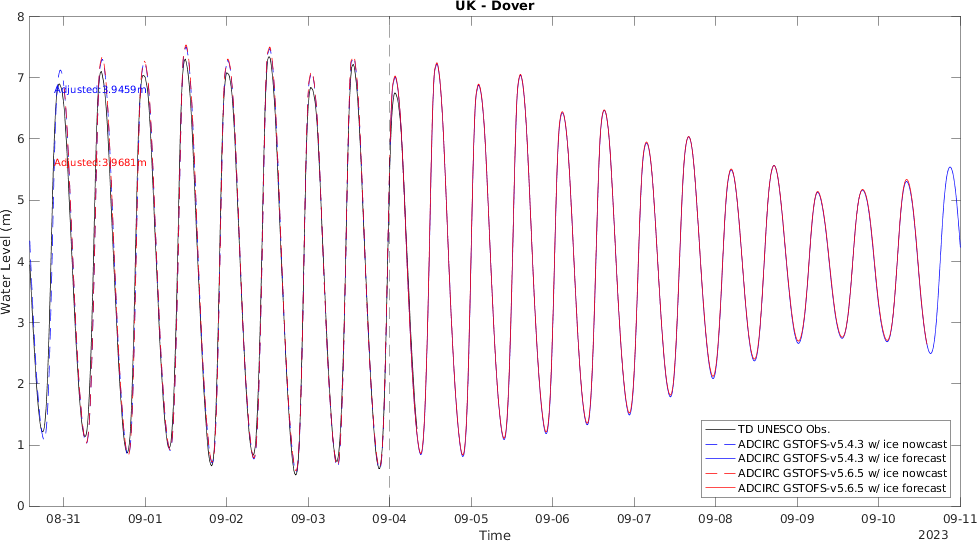 UK - Dover
8
7
6
5
4
3
2
1
0
Water Level (m)
Adjusted:3.9459m
Adjusted:3.9681m
TD UNESCO Obs.
ADCIRC GSTOFS-v5.4.3 w/ ice nowcast
ADCIRC GSTOFS-v5.4.3 w/ ice forecast
ADCIRC GSTOFS-v5.6.5 w/ ice nowcast
ADCIRC GSTOFS-v5.6.5 w/ ice forecast
08-31 09-01 09-02 09-03 09-04 09-05 09-06 09-07 09-08 09-09 09-10 09-11
Time
2023